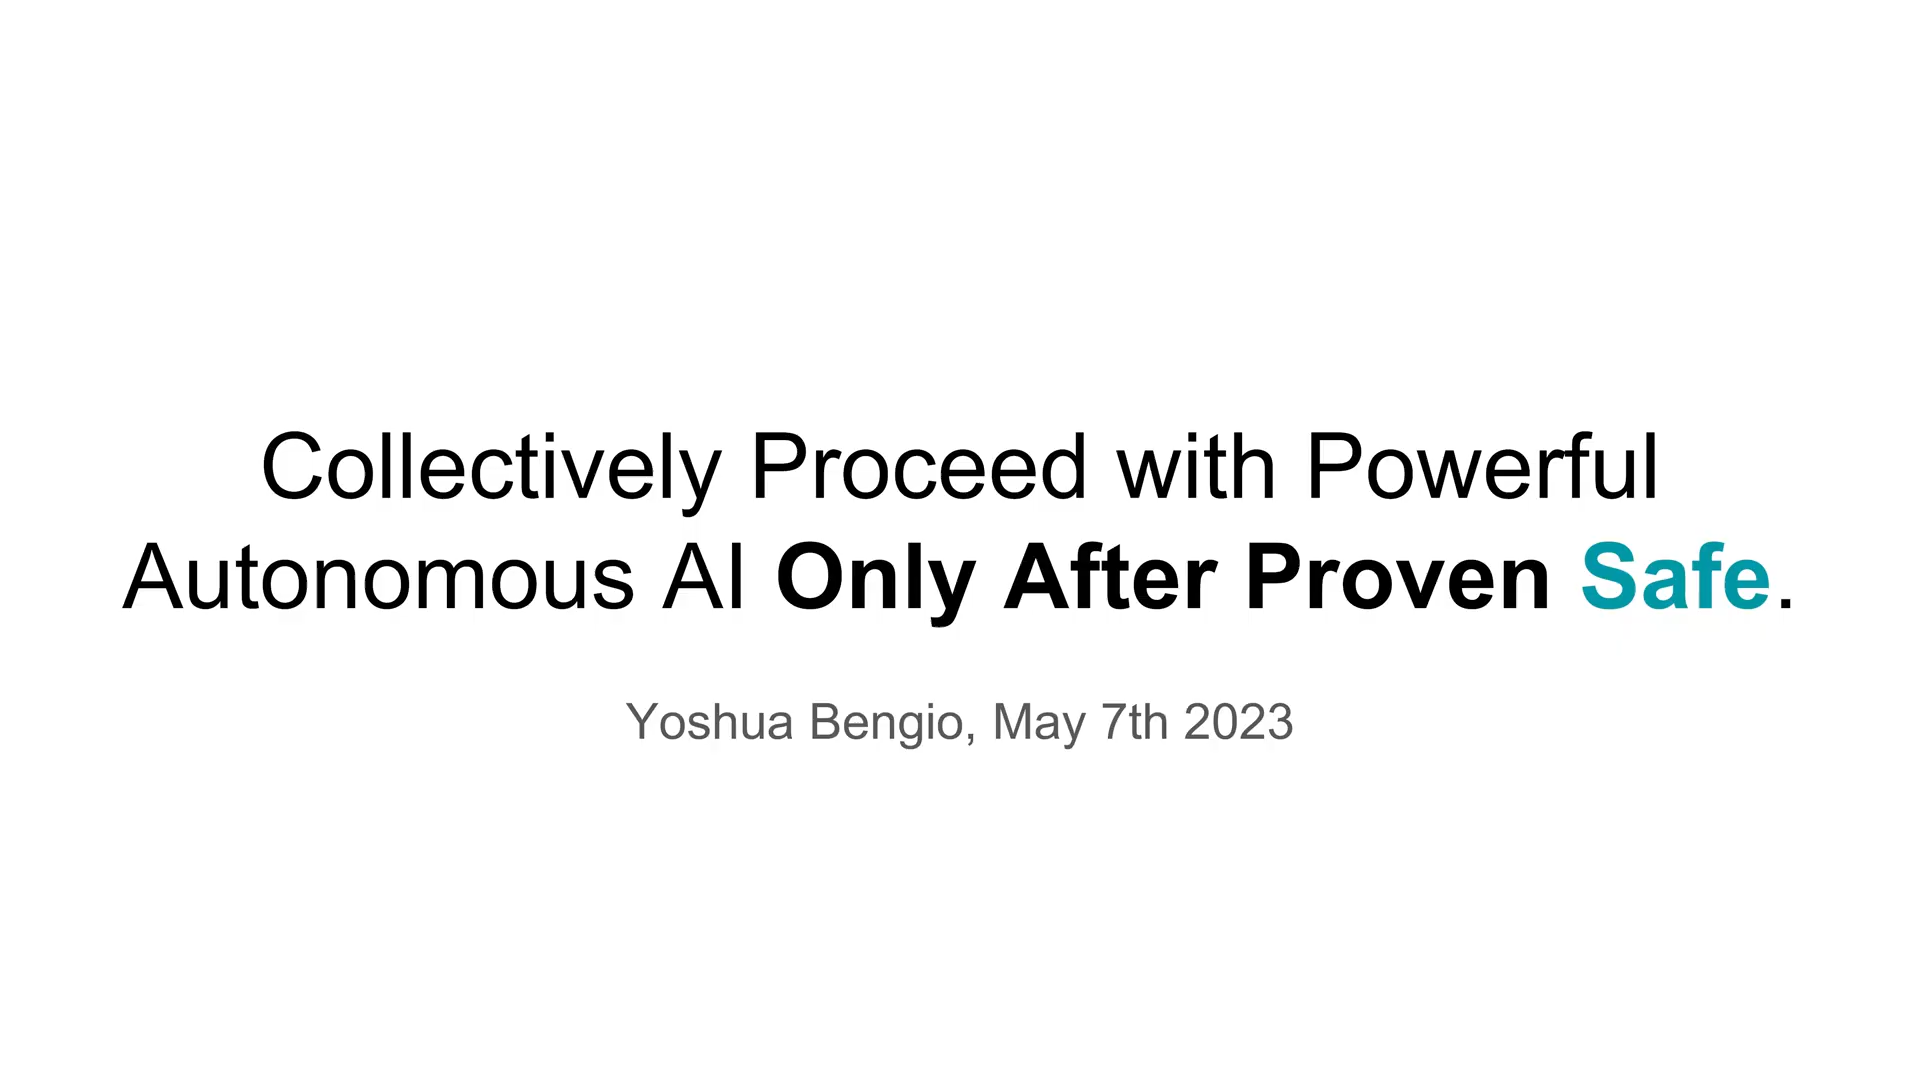 Collectively Proceed with Powerful
Autonomous AI Only After Proven Safe.
Yoshua Bengio, May 7th 2023